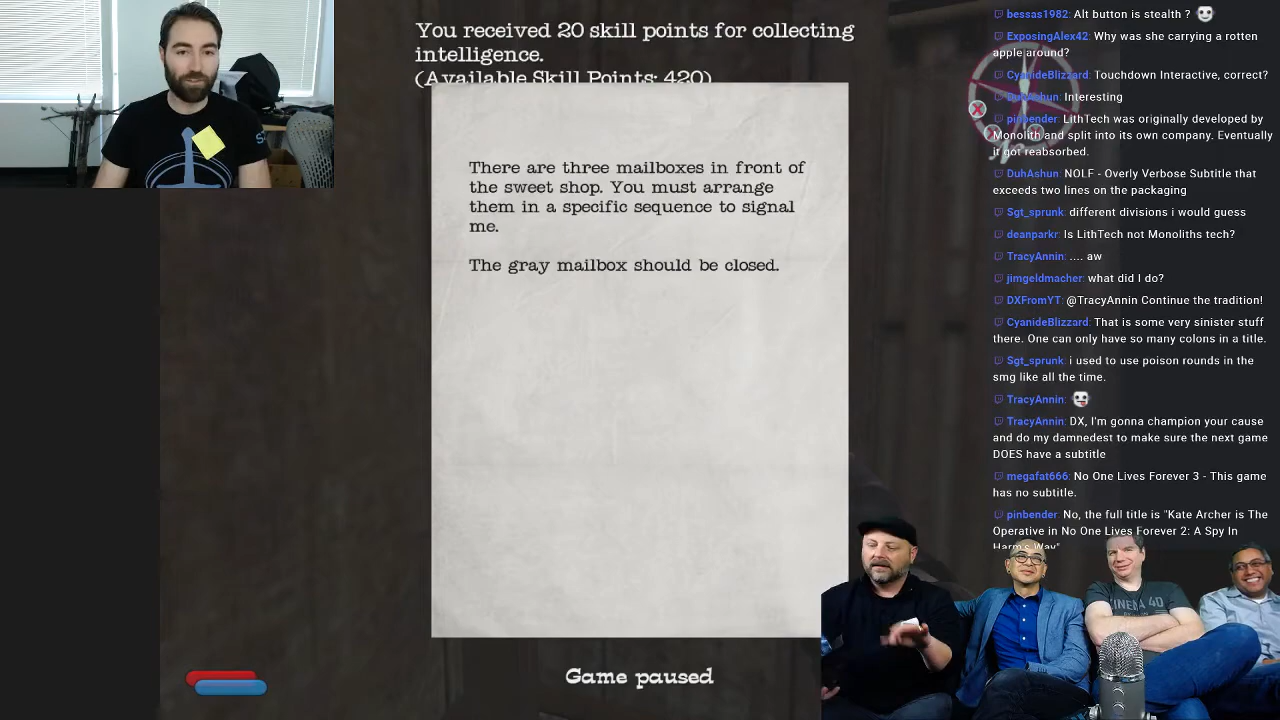 You received 20 skill points for collecting
intelligence.
(Available Skill Points: 420)
There are three mailboxes in front of
the sweet shop. You must arrange
them in a specific sequence to signal
me.
The gray mailbox should be closed.
Game paused
bessas1982: Alt button is stealth ?
ExposingAlex42: Why was she carrying a rotten
apple around?
CyanideBlizzard: Touchdown Interactive, correct?
DuhAshun: Interesting
pinbender: LithTech was originally developed by
Monolith and split into its own company. Eventually
it got reabsorbed.
DuhAshun: NOLF - Overly Verbose Subtitle that
exceeds two lines on the packaging
Sgt_sprunk: different divisions i would guess
deanparkr: Is LithTech not Monoliths tech?
TracyAnnin: .... aw
jimgeldmacher: what did I do?
DXFromYT: @TracyAnnin Continue the tradition!
CyanideBlizzard: That is some very sinister stuff
there. One can only have so many colons in a title.
Sgt_sprunk: i used to use poison rounds in the
smg like all the time.
TracyAnnin:
TracyAnnin: DX, I'm gonna champion your cause
and do my damnedest to make sure the next game
DOES have a subtitle
megafat666: No One Lives Forever 3 - This game
has no subtitle.
pinbender: No, the full title is "Kate Archer is The
Operative in No One Lives Forever 2: A Spy In
Harm's Way"
CINEMA 4D